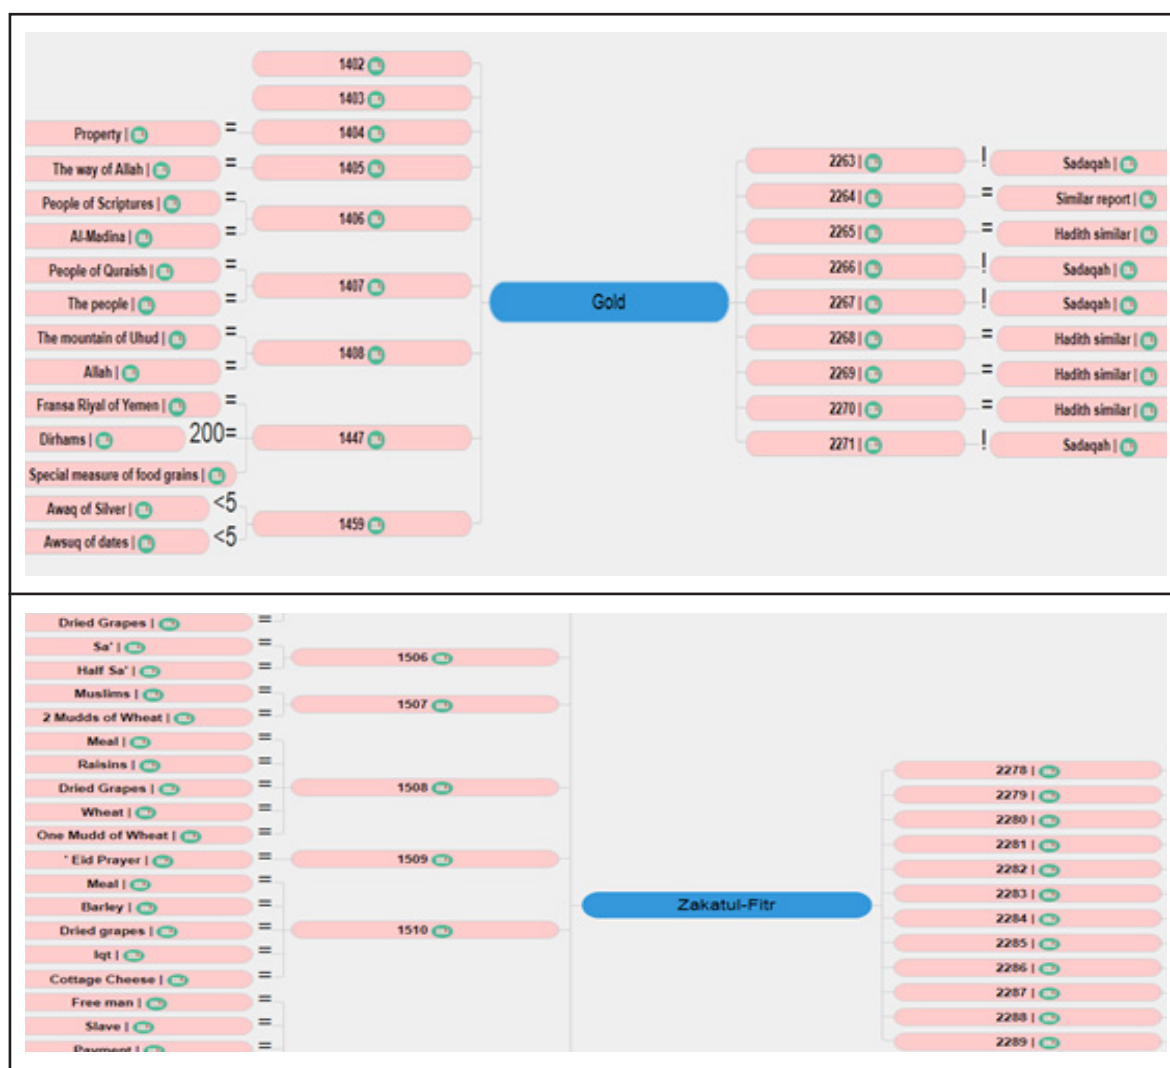 1402
1403
Property | = 1404
The way of Allah | = 1405
People of Scriptures | =
1406
Al-Madina | =
People of Quraish | =
1407
The people | =
The mountain of Uhud | =
1408
Allah | =
Fransa Riyal of Yemen | =
Dirhams | 200= 1447
Special measure of food grains |
Awaq of Silver | <5
1459
Awsuq of dates | <5
Gold
2263 | ! Sadaqah |
2264 | = Similar report |
2265 | = Hadith similar |
2266 | ! Sadaqah |
2267 | ! Sadaqah |
2268 | = Hadith similar |
2269 | = Hadith similar |
2270 | = Hadith similar |
2271 | ! Sadaqah |
Dried Grapes | =
Sa' | =
1506
Half Sa' | =
Muslims | =
1507
2 Mudds of Wheat | =
Meal | =
Raisins | =
Dried Grapes | = 1508
Wheat | =
One Mudd of Wheat | =
' Eid Prayer | = 1509
Meal | =
Barley | =
Dried grapes | = 1510
Iqt | =
Cottage Cheese | =
Free man | =
Slave | =
Payment | =
Zakatul-Fitr
2278 |
2279 |
2280 |
2281 |
2282 |
2283 |
2284 |
2285 |
2286 |
2287 |
2288 |
2289 |